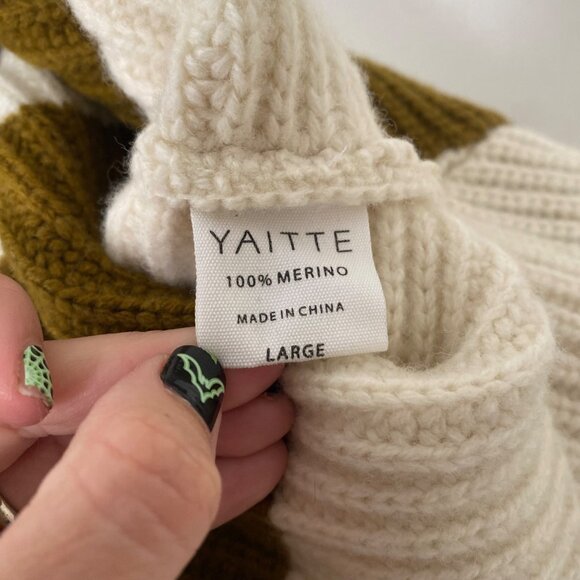 YAITTE
100% MERINO
MADE IN CHINA
LARGE